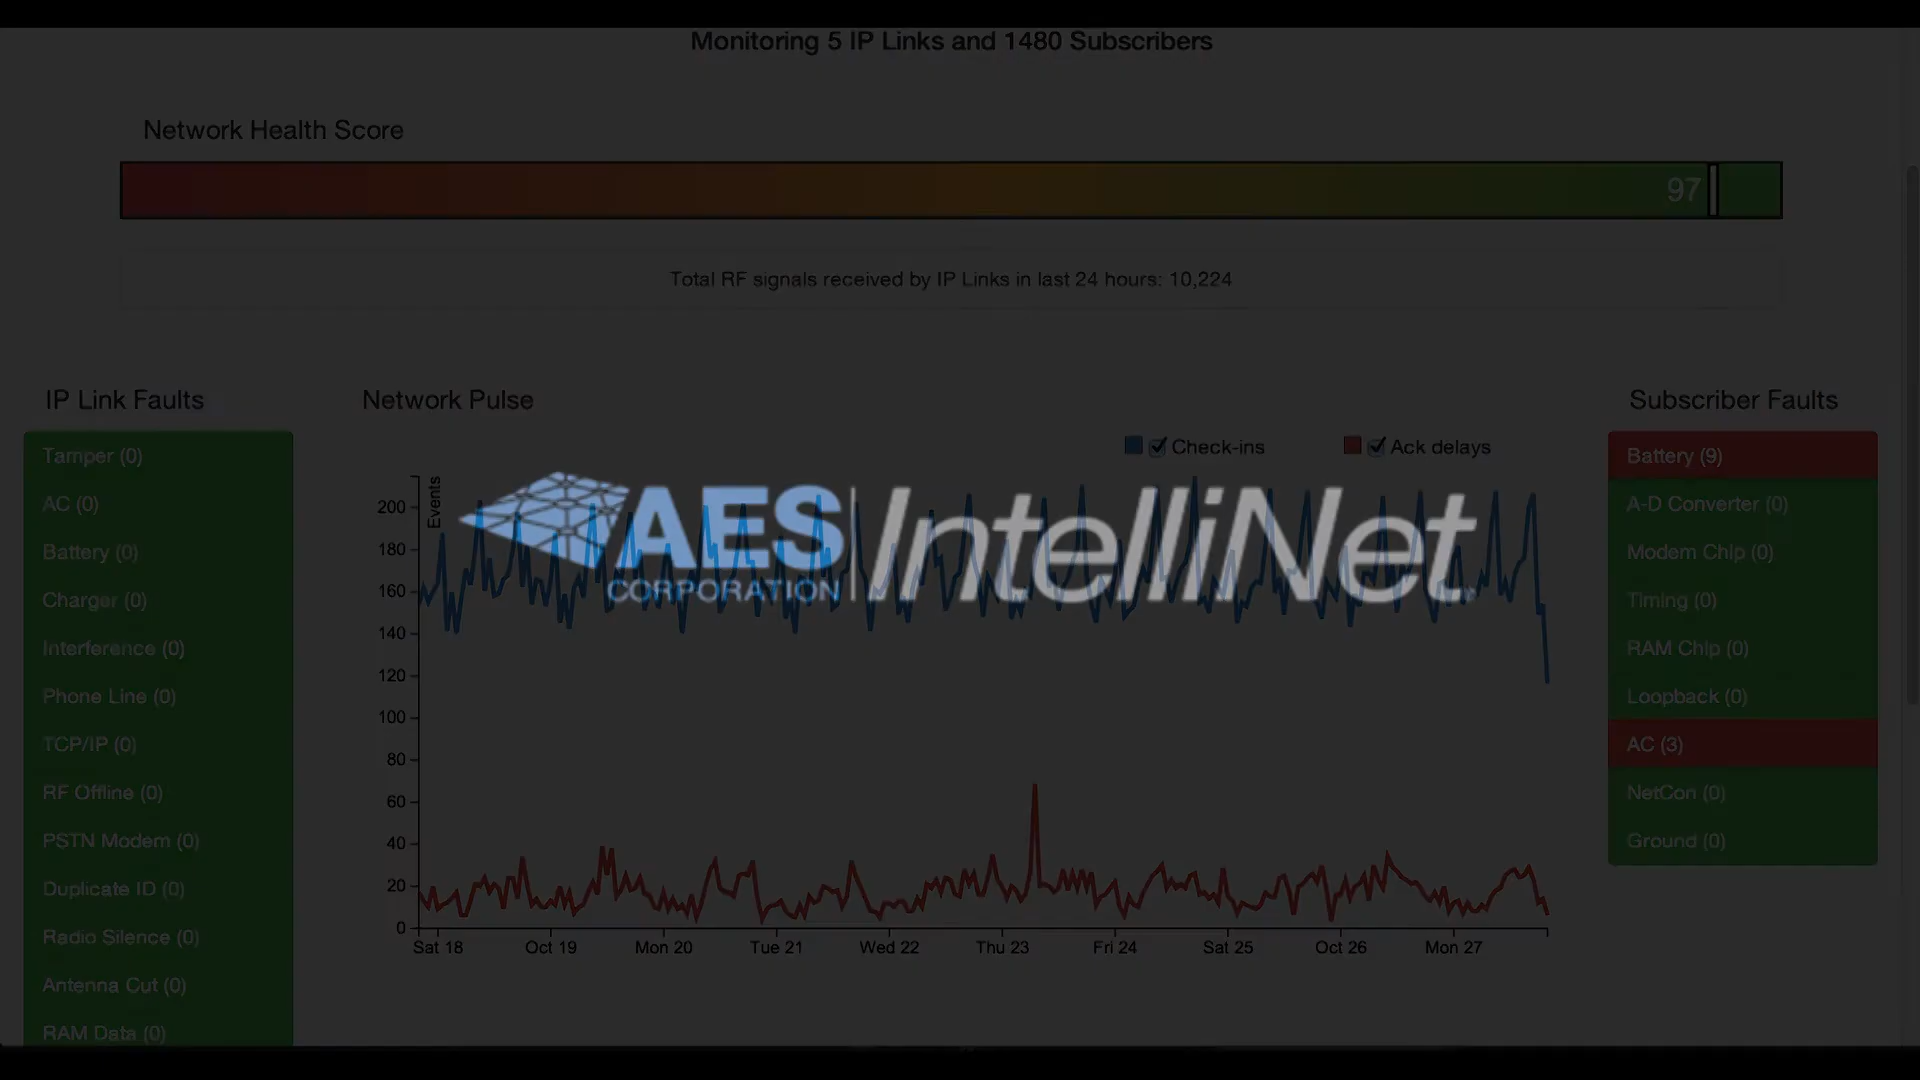 Monitoring 5 IP Links and 1480 Subscribers
Network Health Score
97
Total RF signals received by IP Links in last 24 hours: 10,224
IP Link Faults
Tamper (0)
AC (0)
Battery (0)
Charger (0)
Interference (0)
Phone Line (0)
TCP/IP (0)
RF Offline (0)
PSTN Modem (0)
Duplicate ID (0)
Radio Silence (0)
Antenna Cut (0)
RAM Data (0)
Network Pulse
Check-ins
Ack delays
Events
200
180
160
140
120
100
80
60
40
20
0
Sat 18
Oct 19
Mon 20
Tue 21
Wed 22
Thu 23
Fri 24
Sat 25
Oct 26
Mon 27
AES
CORPORATION
IntelliNet
Subscriber Faults
Battery (9)
A-D Converter (0)
Modem Chip (0)
Timing (0)
RAM Chip (0)
Loopback (0)
AC (3)
NetCon (0)
Ground (0)